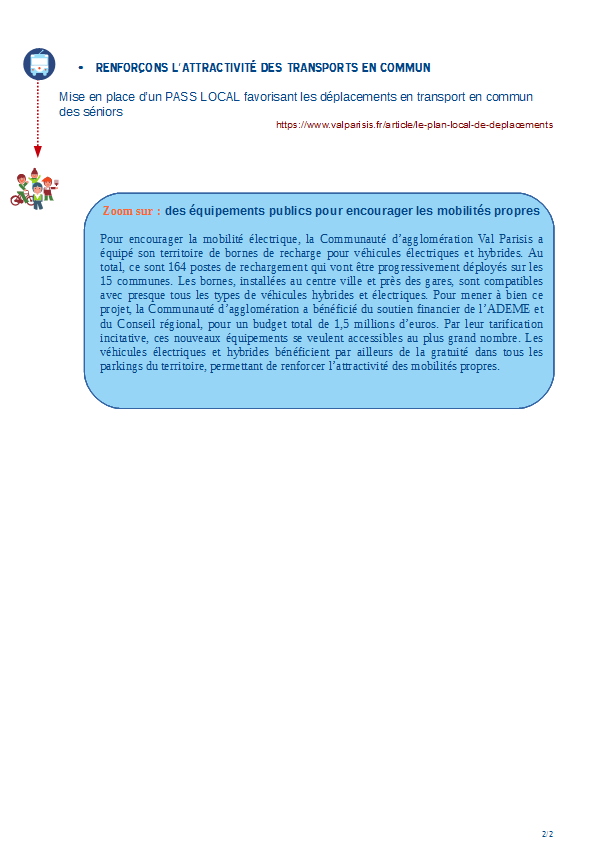 • RENFORÇONS L'ATTRACTIVITÉ DES TRANSPORTS EN COMMUN
Mise en place d'un PASS LOCAL favorisant les déplacements en transport en commun
des séniors
https://www.valparisis.fr/article/le-plan-local-de-deplacements
Zoom sur : des équipements publics pour encourager les mobilités propres
Pour encourager la mobilité électrique, la Communauté d'agglomération Val Parisis a
équipé son territoire de bornes de recharge pour véhicules électriques et hybrides. Au
total, ce sont 164 postes de rechargement qui vont être progressivement déployés sur les
15 communes. Les bornes, installées au centre ville et près des gares, sont compatibles
avec presque tous les types de véhicules hybrides et électriques. Pour mener à bien ce
projet, la Communauté d'agglomération a bénéficié du soutien financier de l'ADEME et
du Conseil régional, pour un budget total de 1,5 millions d'euros. Par leur tarification
incitative, ces nouveaux équipements se veulent accessibles au plus grand nombre. Les
véhicules électriques et hybrides bénéficient par ailleurs de la gratuité dans tous les
parkings du territoire, permettant de renforcer l'attractivité des mobilités propres.
2/2